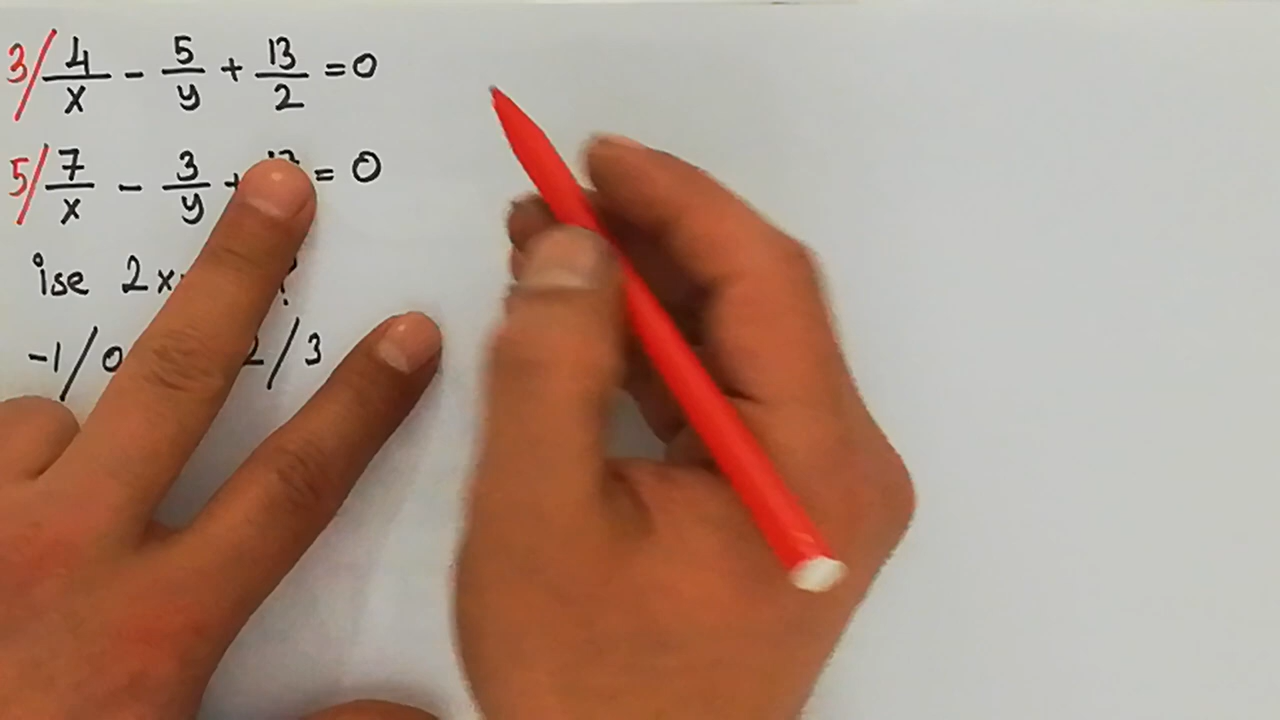 3/ 4/x - 5/y + 13/2 = 0
5/ 7/x - 3/y + = 0
ise 2x ?
-1/0 2/3